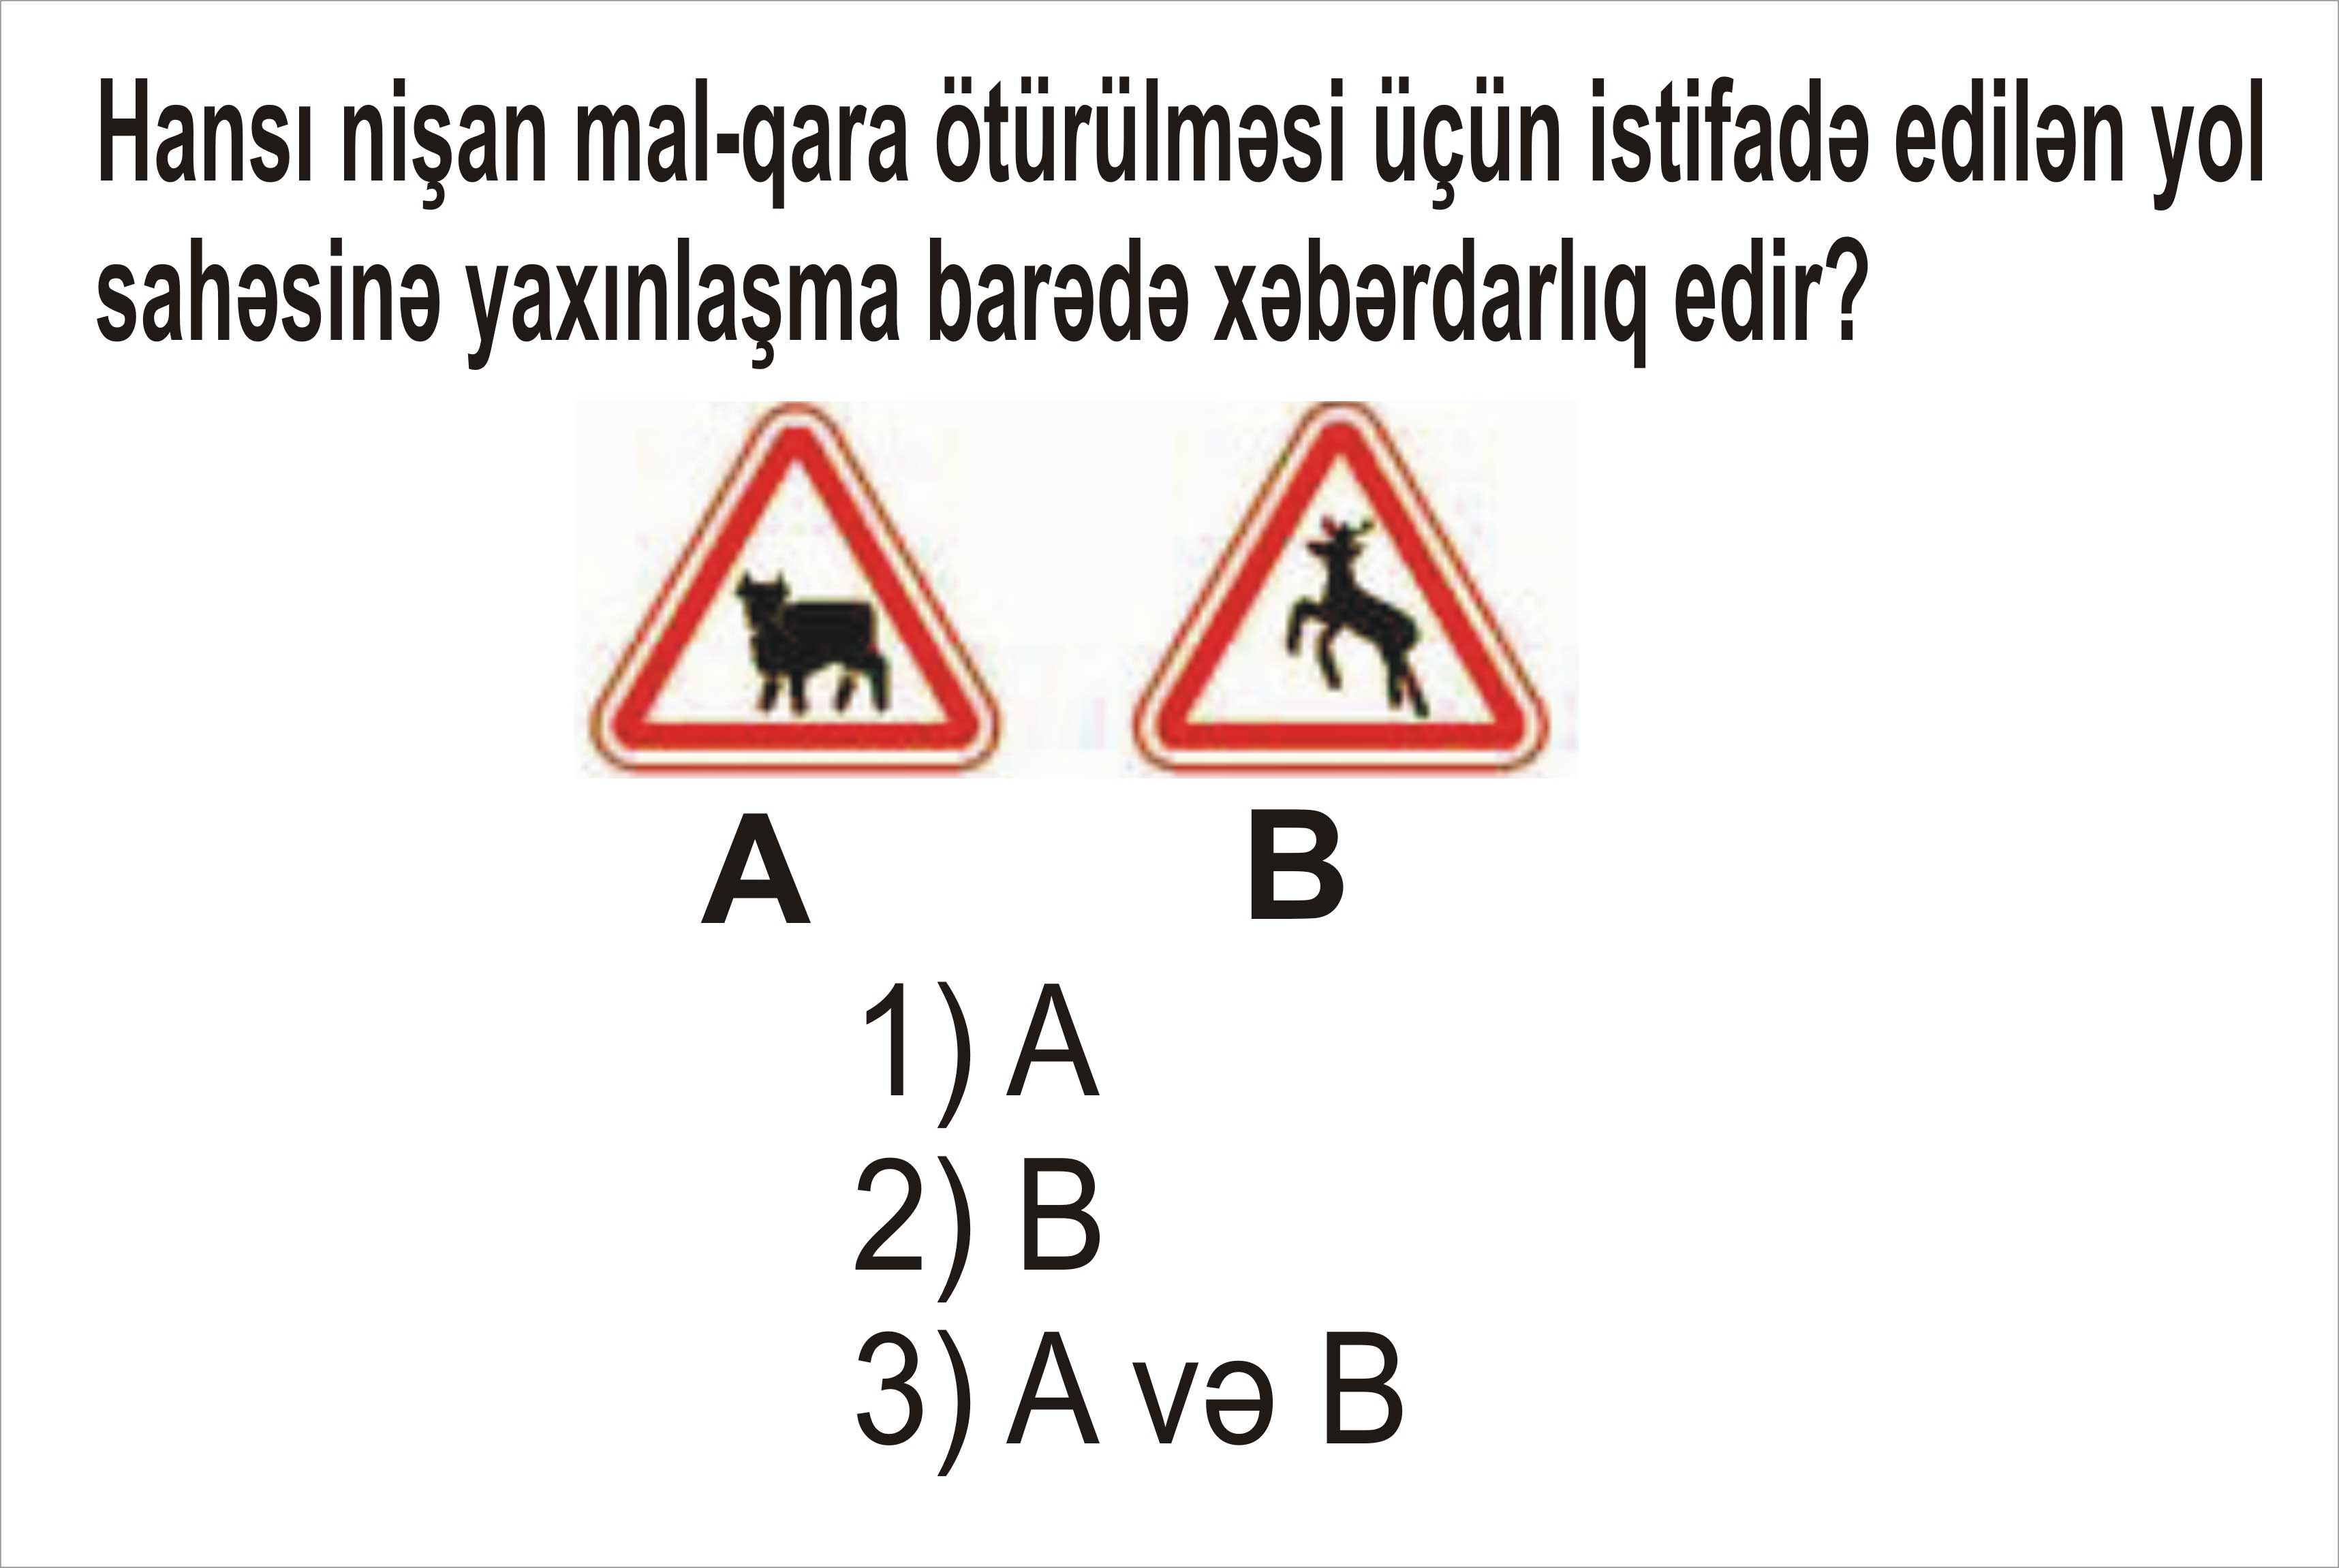 Hansı nişan mal-qara ötürülməsi üçün istifadə edilən yol
sahəsinə yaxınlaşma barədə xəbərdarlıq edir?
A B
1) A
2) B
3) A və B